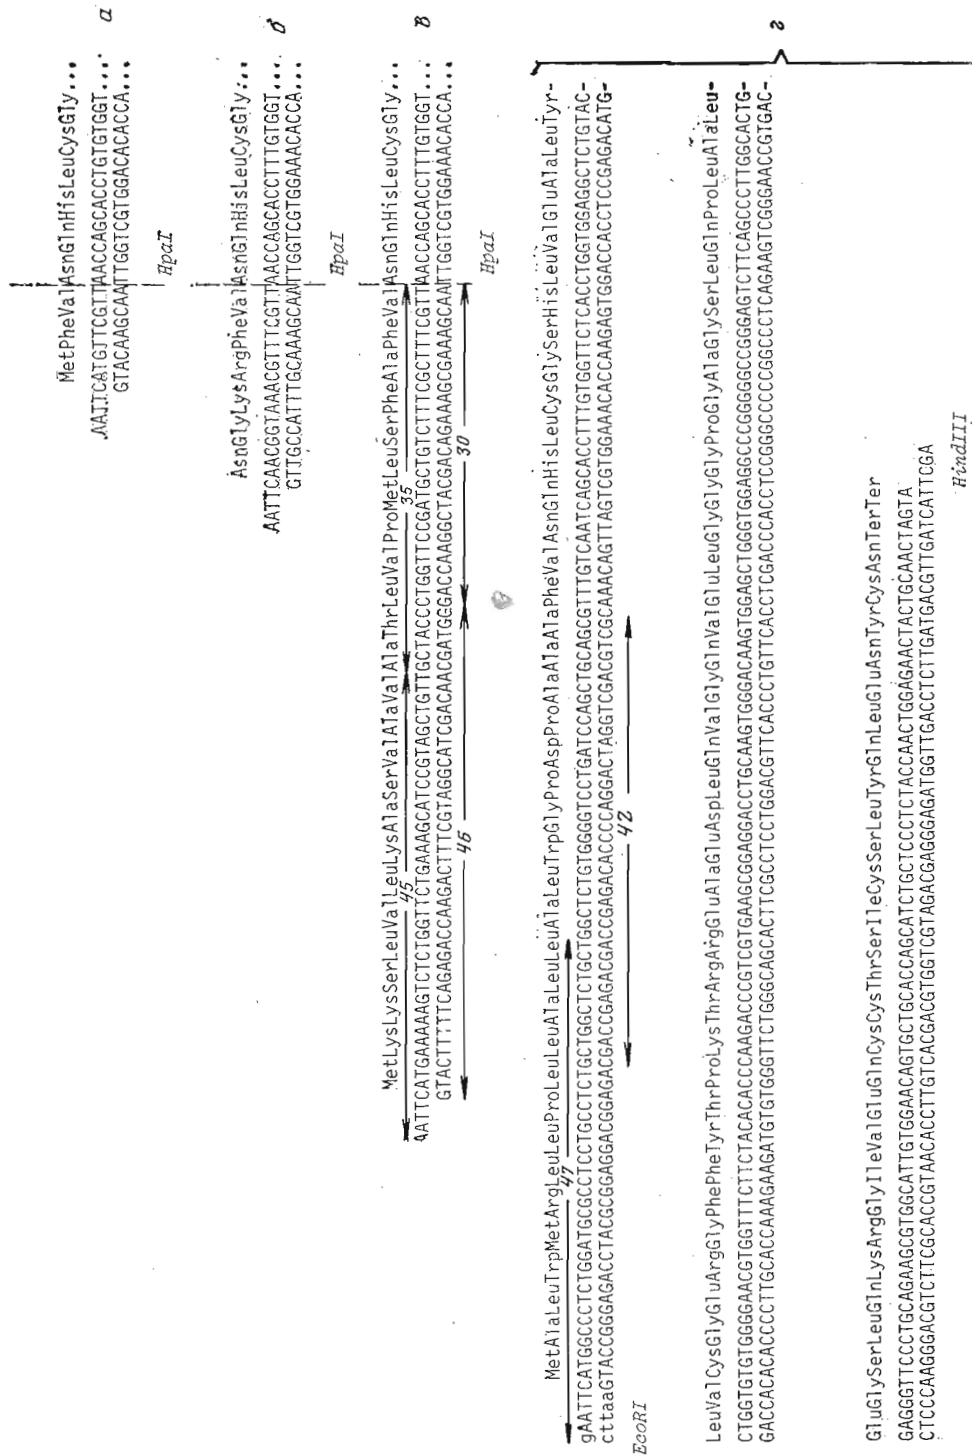 MetPheValAsnGlnHisLeuCysGly...
AATTCATGTTCGTTAACCAGCACCTGTGTGGT...
GTACAAGCAATTGGTCGTGGACACACCA...
HpaI
а
AsnGlyLysArgPheValAsnGlnHisLeuCysGly...
AATTCAACGGTAAACGTTTCGTTAACCAGCACCTTTGTGGT...
GTTGCCATTTGCAAAGCAATTGGTCGTGGAAACACCA...
HpaI
б
MetLysLysSerLeuValLeuLysAlaSerValAlaValAlaThrLeuValProMetLeuSerPheAlaPheValAsnGlnHisLeuCysGly...
45 35
AATTCATGAAAAAGTCTCTGGTTCTGAAAGCATCCGTAGCTGTTGCTACCCTGGTTCCGATGCTGTCTTTCGCTTTCGTTAACCAGCACCTTTGTGGT...
GTACTTTTTCAGAGACCAAGACTTTCGTAGGCATCGACAACGATGGGACCAAGGCTACGACAGAAAGCGAAAGCAATTGGTCGTGGAAACACCA...
46 30
HpaI
в
MetAlaLeuTrpMetArgLeuLeuProLeuLeuAlaLeuLeuAlaLeuTrpGlyProAspProAlaAlaAlaPheValAsnGlnHisLeuCysGlySerHisLeuValGluAlaLeuTyr-
47
gAATTCATGGCCCTCTGGATGCGCCTCCTGCCTCTGCTGGCTCTGCTGGCTCTGTGGGGTCCTGATCCAGCTGCAGCGTTTGTCAATCAGCACCTTTGTGGTTCTCACCTGGTGGAGGCTCTGTAC-
cttaaGTACCGGGAGACCTACGCGGAGGACGGAGACGACCGAGACGACCGAGACACCCCAGGACTAGGTCGACGTCGCAAACAGTTAGTCGTGGAAACACCAAGAGTGGACCACCTCCGAGACATG-
EcoRI
42
LeuValCysGlyGluArgGlyPhePheTyrThrProLysThrArgArgGluAlaGluAspLeuGlnValGlyGlnValGluLeuGlyGlyGlyProGlyAlaGlySerLeuGlnProLeuAlaLeu-
CTGGTGTGTGGGGAACGTGGTTTCTTCTACACACCCAAGACCCGTCGTGAAGCGGAGGACCTGCAAGTGGGACAAGTGGAGCTGGGTGGAGGCCCGGGGGCCGGGAGTCTTCAGCCCTTGGCACTG-
GACCACACACCCCTTGCACCAAAGAAGATGTGTGGGTTCTGGGCAGCACTTCGCCTCCTGGACGTTCACCCTGTTCACCTCGACCCACCTCCGGGCCCCCGGCCCTCAGAAGTCGGGAACCGTGAC-
GluGlySerLeuGlnLysArgGlyIleValGluGlnCysCysThrSerIleCysSerLeuTyrGlnLeuGluAsnTyrCysAsnTerTer
GAGGGTTCCCTGCAGAAGCGTGGCATTGTGGAACAGTGCTGCACCAGCATCTGCTCCCTCTACCAACTGGAGAACTACTGCAACTAGTA
CTCCCAAGGGACGTCTTCGCACCGTAACACCTTGTCACGACGTGGTCGTAGACGAGGGAGATGGTTGACCTCTTGATGACGTTGATCATTCGA
HindIII
г